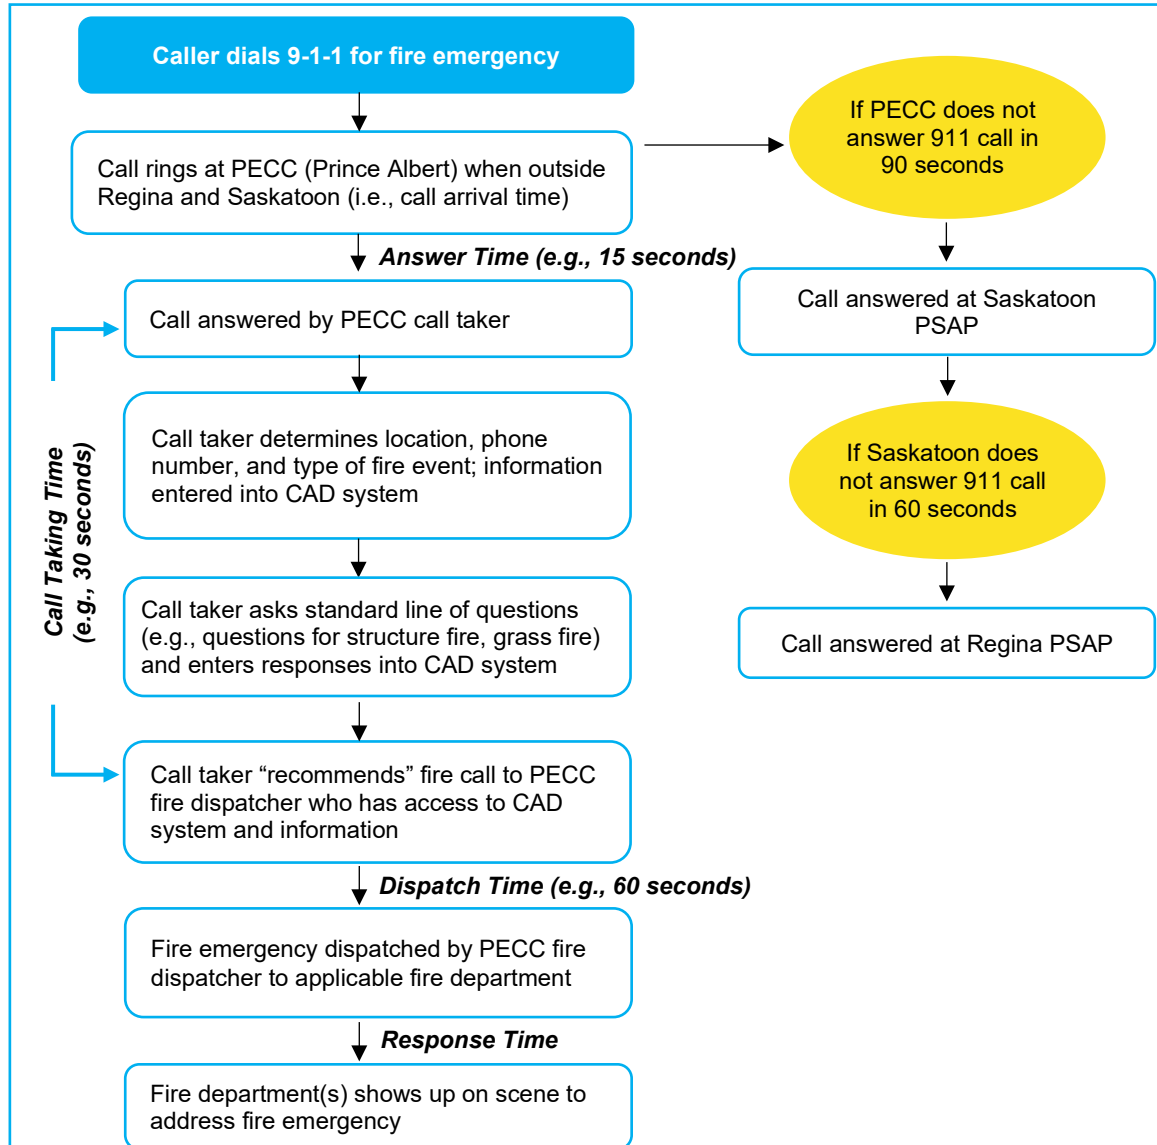 Caller dials 9-1-1 for fire emergency
Call rings at PECC (Prince Albert) when outside
Regina and Saskatoon (i.e., call arrival time)
If PECC does not
answer 911 call in
90 seconds
Answer Time (e.g., 15 seconds)
Call answered by PECC call taker
Call answered at Saskatoon
PSAP
Call Taking Time
(e.g., 30 seconds)
Call taker determines location, phone
number, and type of fire event; information
entered into CAD system
If Saskatoon does
not answer 911 call
in 60 seconds
Call taker asks standard line of questions
(e.g., questions for structure fire, grass fire)
and enters responses into CAD system
Call answered at Regina PSAP
Call taker “recommends” fire call to PECC
fire dispatcher who has access to CAD
system and information
Dispatch Time (e.g., 60 seconds)
Fire emergency dispatched by PECC fire
dispatcher to applicable fire department
Response Time
Fire department(s) shows up on scene to
address fire emergency